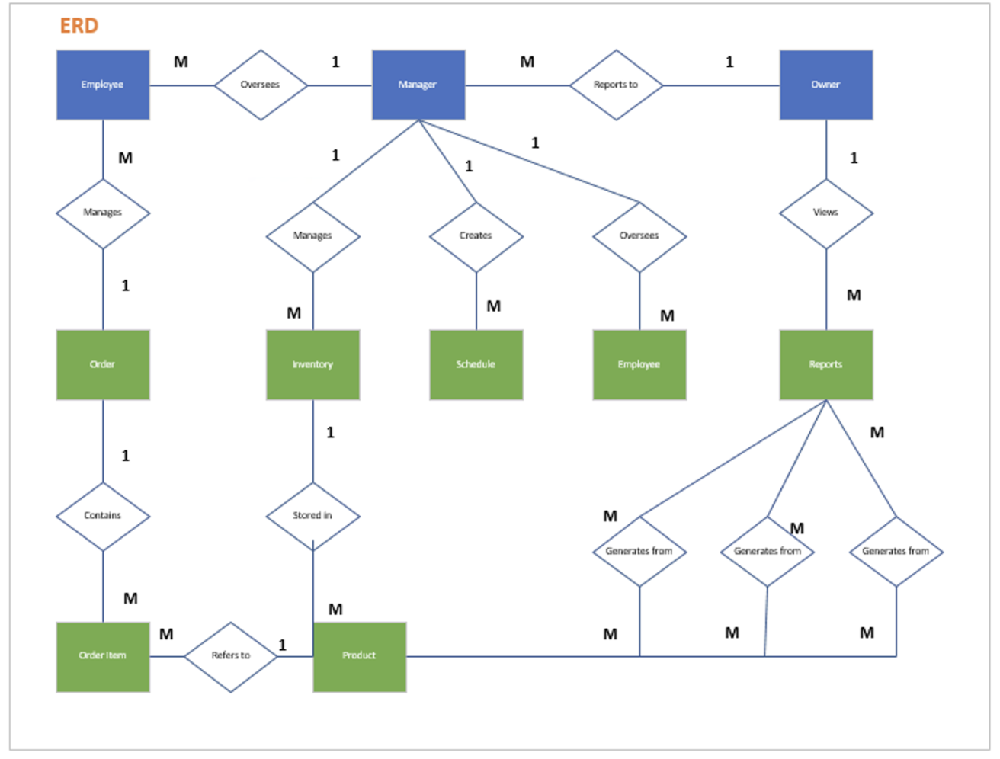 ERD
M
1
M
1
Employee
Oversees
Manager
Reports to
Owner
M
1
1
1
1
Manages
Manages
Creates
Oversees
Views
1
M
M
M
M
Order
Inventory
Schedule
Employee
Reports
1
1
M
Contains
Stored in
M
M
Generates from
Generates from
Generates from
M
M
M
1
M
M
M
Order Item
Refers to
Product